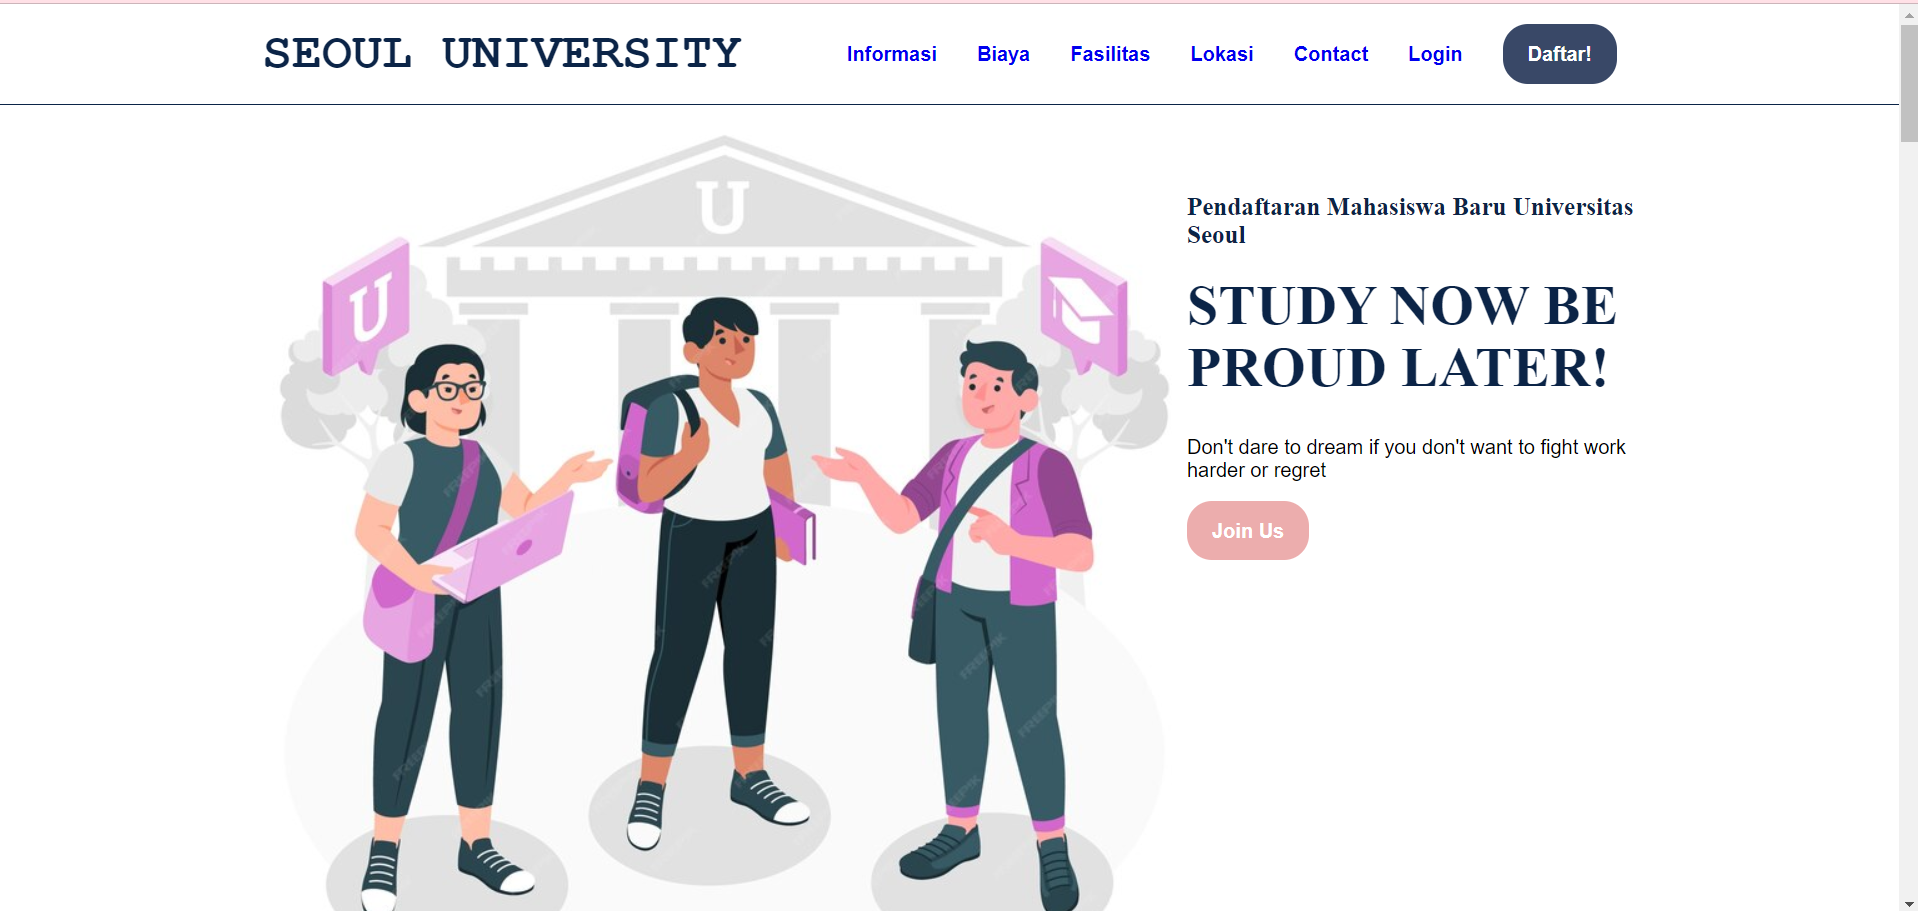 SEOUL UNIVERSITY
Informasi Biaya Fasilitas Lokasi Contact Login Daftar!
U
U
Pendaftaran Mahasiswa Baru Universitas
Seoul
STUDY NOW BE
PROUD LATER!
Don't dare to dream if you don't want to fight work
harder or regret
Join Us